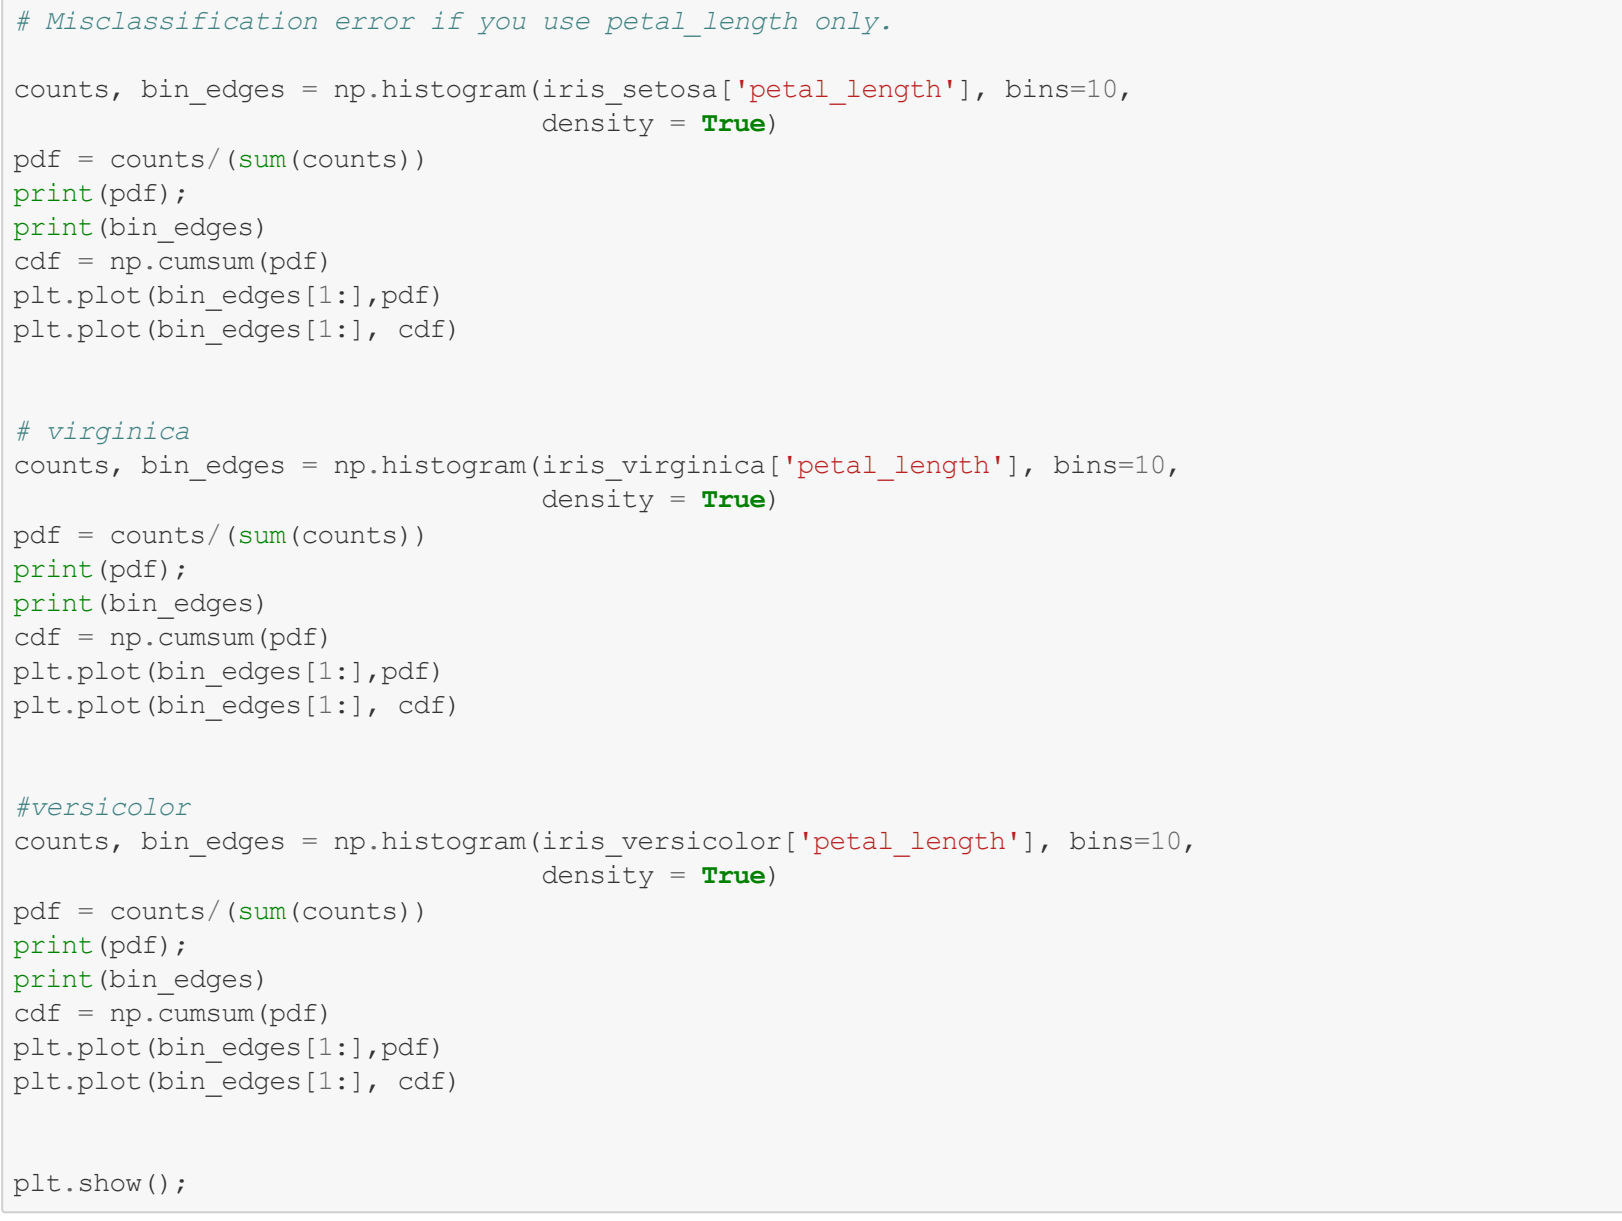 # Misclassification error if you use petal_length only.
counts, bin_edges = np.histogram(iris_setosa['petal_length'], bins=10,
                                 density = True)
pdf = counts/(sum(counts))
print(pdf);
print(bin_edges)
cdf = np.cumsum(pdf)
plt.plot(bin_edges[1:],pdf)
plt.plot(bin_edges[1:], cdf)
# virginica
counts, bin_edges = np.histogram(iris_virginica['petal_length'], bins=10,
                                 density = True)
pdf = counts/(sum(counts))
print(pdf);
print(bin_edges)
cdf = np.cumsum(pdf)
plt.plot(bin_edges[1:],pdf)
plt.plot(bin_edges[1:], cdf)
#versicolor
counts, bin_edges = np.histogram(iris_versicolor['petal_length'], bins=10,
                                 density = True)
pdf = counts/(sum(counts))
print(pdf);
print(bin_edges)
cdf = np.cumsum(pdf)
plt.plot(bin_edges[1:],pdf)
plt.plot(bin_edges[1:], cdf)
plt.show();